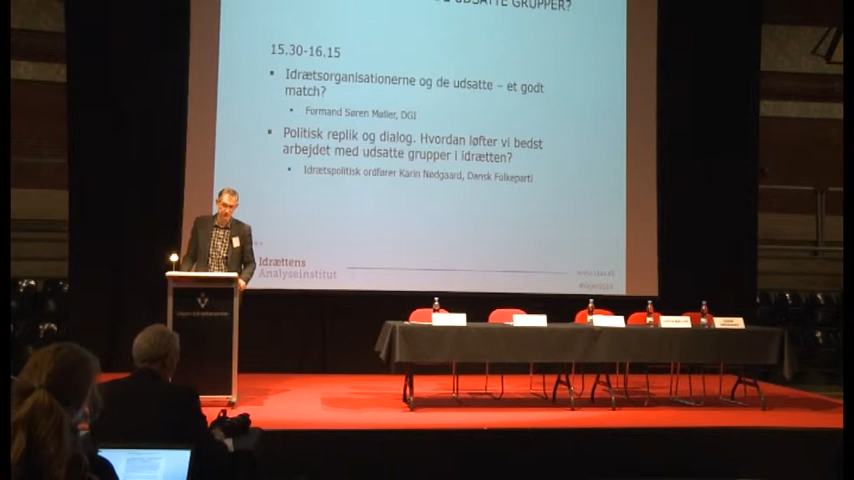 UDSATTE GRUPPER?
15.30-16.15
Idrætsorganisationerne og de udsatte – et godt
match?
Formand Søren Møller, DGI
Politisk replik og dialog. Hvordan løfter vi bedst
arbejdet med udsatte grupper i idrætten?
Idrætspolitisk ordfører Karin Nødgaard, (Dansk Folkeparti
Idrættens
Analyseinstitut